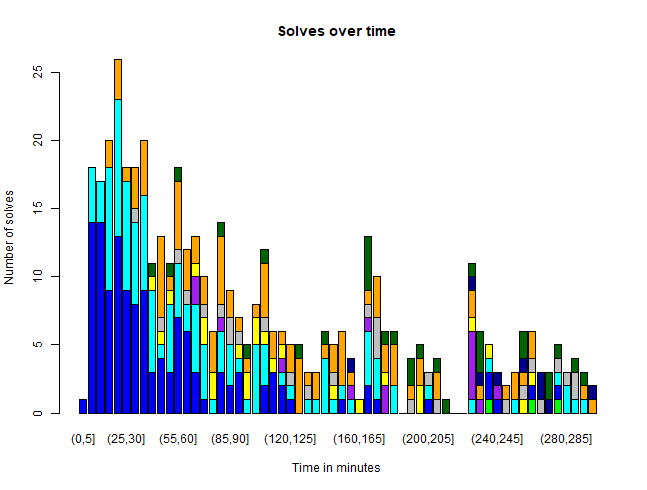 Solves over time
Number of solves
25
20
15
10
5
0
(0,5] (25,30] (55,60] (85,90] (120,125] (160,165] (200,205] (240,245] (280,285]
Time in minutes